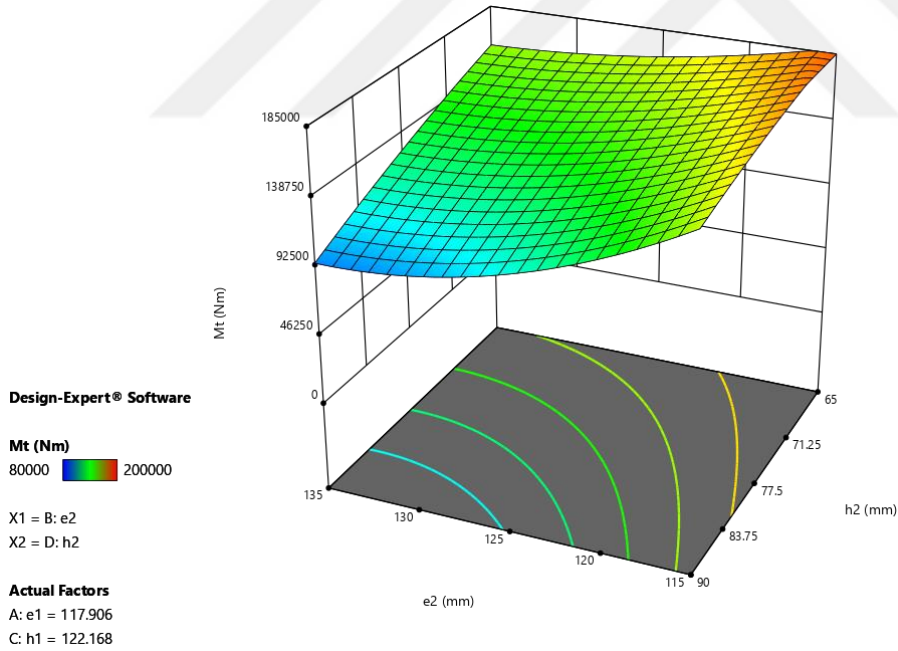 185000
138750
92500
46250
0
Mt (Nm)
135
130
125
120
115
e2 (mm)
90
83.75
77.5
71.25
65
h2 (mm)
Design-Expert® Software
Mt (Nm)
80000 200000
X1 = B: e2
X2 = D: h2
Actual Factors
A: e1 = 117.906
C: h1 = 122.168